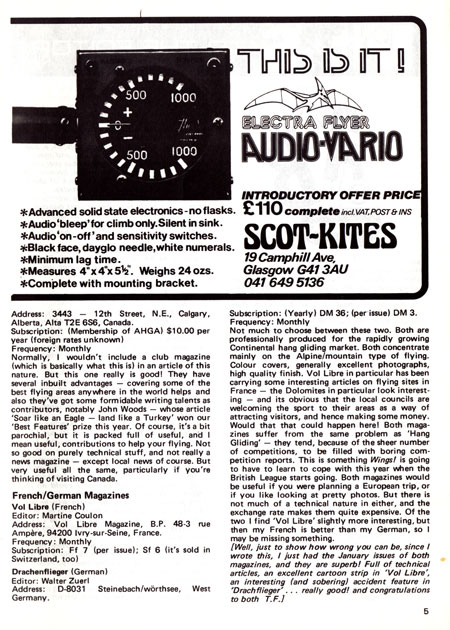 THIS IS IT!
500 1000
+
−
500 1000
ELECTRA FLYER
AUDIO-VARIO
INTRODUCTORY OFFER PRICE
£110 complete incl. VAT, POST & INS
SCOT-KITES
19 Camphill Ave,
Glasgow G41 3AU
041 649 5136
*Advanced solid state electronics - no flasks.
*Audio 'bleep' for climb only. Silent in sink.
*Audio 'on-off' and sensitivity switches.
*Black face, dayglo needle, white numerals.
*Minimum lag time.
*Measures 4"x 4"x 5½". Weighs 24 ozs.
*Complete with mounting bracket.
Address: 3443 — 12th Street, N.E., Calgary,
Alberta, Alta T2E 6S6, Canada.
Subscription: (Membership of AHGA) $10.00 per
year (foreign rates unknown)
Frequency: Monthly
Normally, I wouldn't include a club magazine
(which is basically what this is) in an article of this
nature. But this one really is good! They have
several inbuilt advantages — covering some of the
best flying areas anywhere in the world helps and
also they've got some formidable writing talents as
contributors, notably John Woods — whose article
'Soar like an Eagle — land like a Turkey' won our
'Best Features' prize this year. Of course, it's a bit
parochial, but it is packed full of useful, and I
mean useful, contributions to help your flying. Not
so good on purely technical stuff, and not really a
news magazine — except local news of course. But
very useful all the same, particularly if you're
thinking of visiting Canada.
French/German Magazines
Vol Libre (French)
Editor: Martine Coulon
Address: Vol Libre Magazine, B.P. 48-3 rue
Ampère, 94200 Ivry-sur-Seine, France.
Frequency: Monthly
Subscription: Ff 7 (per issue); Sf 6 (it's sold in
Switzerland, too)
Drachenflieger (German)
Editor: Walter Zuerl
Address: D-8031 Steinebach/wörthsee, West
Germany.
Subscription: (Yearly) DM 36; (per issue) DM 3.
Frequency: Monthly
Not much to choose between these two. Both are
professionally produced for the rapidly growing
Continental hang gliding market. Both concentrate
mainly on the Alpine/mountain type of flying.
Colour covers, generally excellent photographs,
high quality finish. Vol Libre in particular has been
carrying some interesting articles on flying sites in
France — the Dolomites in particular look interest-
ing — and its obvious that the local councils are
welcoming the sport to their areas as a way of
attracting visitors, and hence making some money.
Would that that could happen here! Both maga-
zines suffer from the same problem as 'Hang
Gliding' — they tend, because of the sheer number
of competitions, to be filled with boring com-
petition reports. This is something Wings! is going
to have to learn to cope with this year when the
British League starts going. Both magazines would
be useful if you were planning a European trip, or
if you like looking at pretty photos. But there is
not much of a technical nature in either, and the
exchange rate makes them quite expensive. Of the
two I find 'Vol Libre' slightly more interesting, but
then my French is better than my German, so I
may be missing something.
[Well, just to show how wrong you can be, since I
wrote this, I just had the January issues of both
magazines, and they are superb! Full of technical
articles, an excellent cartoon strip in 'Vol Libre',
an interesting (and sobering) accident feature in
'Drachflieger' . . . really good! and congratulations
to both T.F.]
5